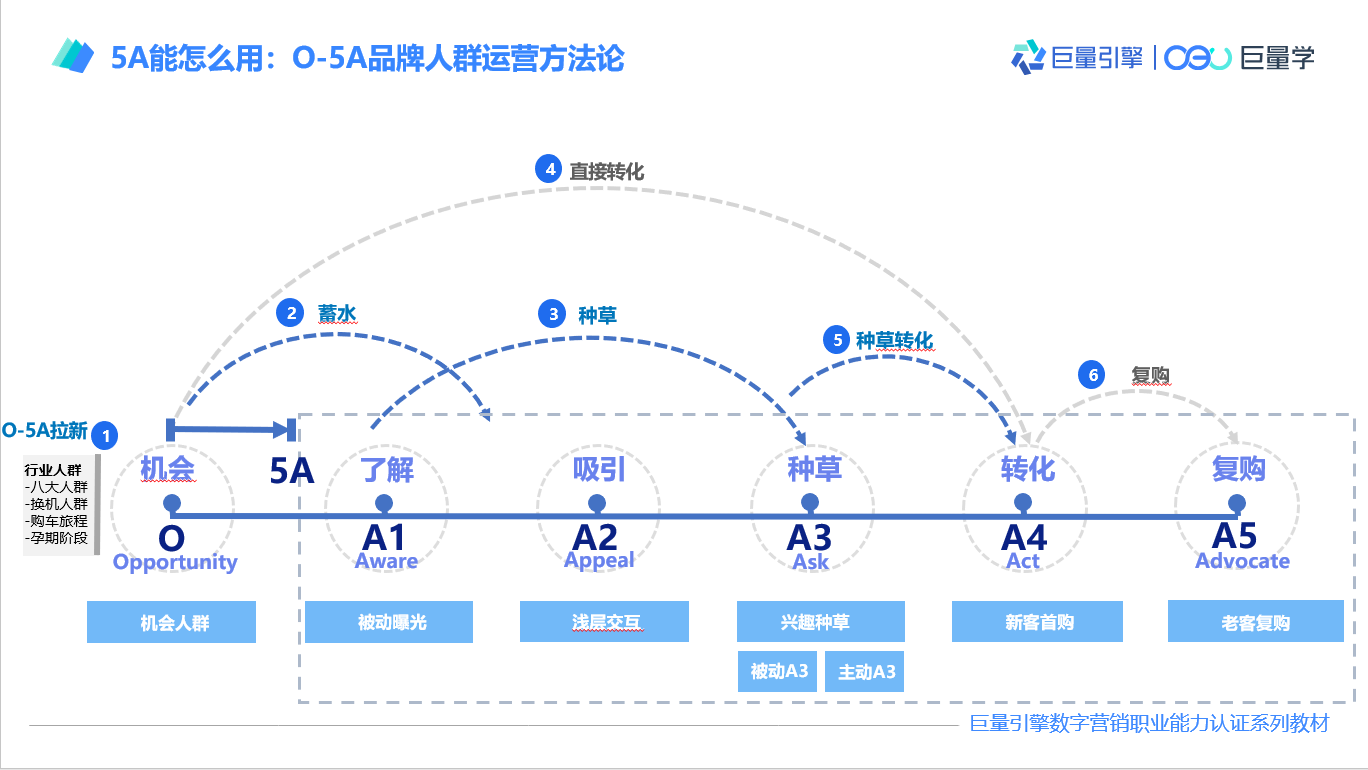 5A能怎么用：O-5A品牌人群运营方法论
巨量引擎 | OCEU 巨量学
4 直接转化
2 蓄水
3 种草
5 种草转化
6 复购
O-5A拉新 1
行业人群
-八大人群
-换机人群
-购车旅程
-孕期阶段
5A
机会
O
Opportunity
机会人群
了解
A1
Aware
被动曝光
吸引
A2
Appeal
浅层交互
种草
A3
Ask
兴趣种草
被动A3 主动A3
转化
A4
Act
新客首购
复购
A5
Advocate
老客复购
巨量引擎数字营销职业能力认证系列教材